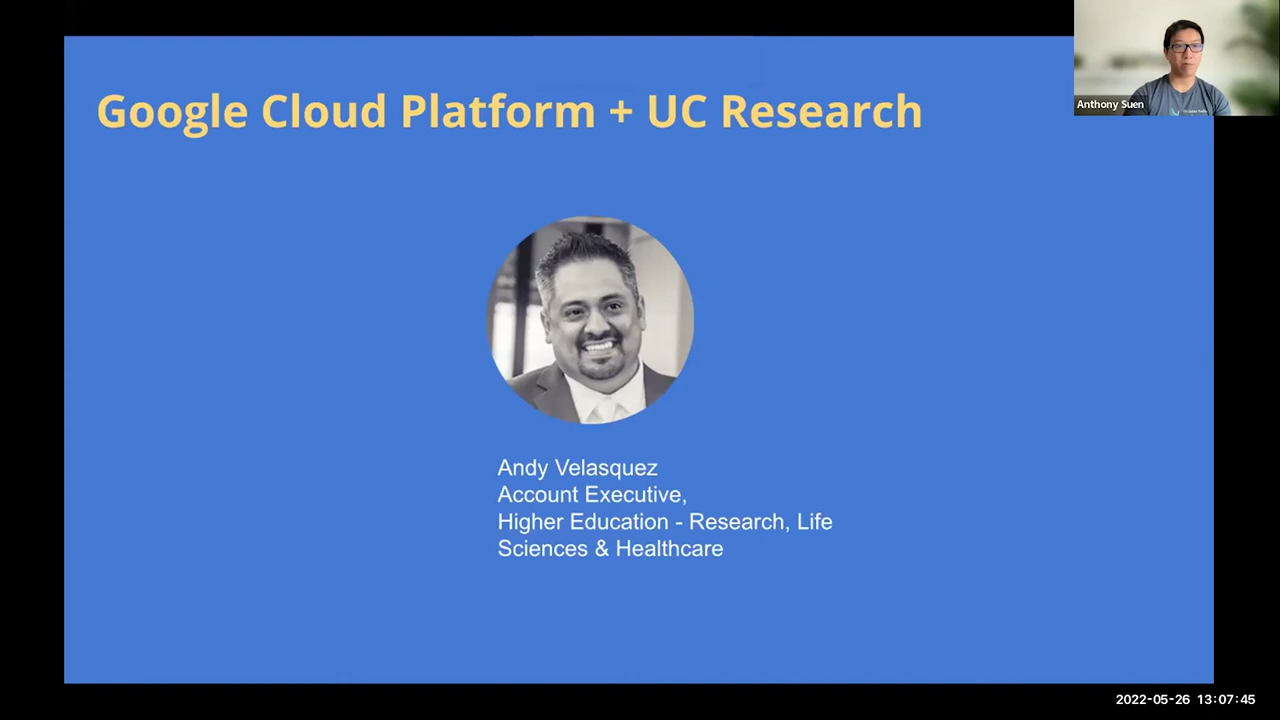 Google Cloud Platform + UC Research
Anthony Suen
Andy Velasquez
Account Executive,
Higher Education - Research, Life
Sciences & Healthcare
2022-05-26 13:07:45